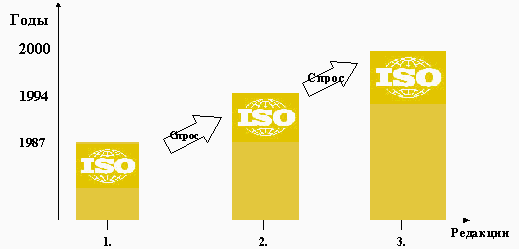 Годы
2000
Спрос
ISO
1994
ISO
Спрос
1987
ISO
Редакции
1.
2.
3.